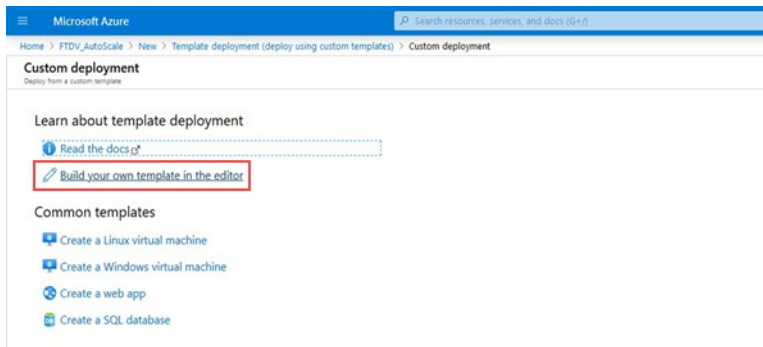 Microsoft Azure
Search resources, services, and docs (G+/)
Home > FTDV_AutoScale > New > Template deployment (deploy using custom templates) > Custom deployment
Custom deployment
Deploy from a custom template
Learn about template deployment
Read the docs
Build your own template in the editor
Common templates
Create a Linux virtual machine
Create a Windows virtual machine
Create a web app
Create a SQL database